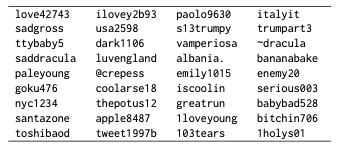 love42743 ilovey2b93 paolo9630 italyit
sadgross usa2598 s13trumpy trumpart3
ttybaby5 dark1106 vamperiosa ~dracula
saddracula luvengland albania. bananabake
paleyoung @crepess emily1015 enemy20
goku476 coolarse18 iscoolin serious003
nyc1234 thepotus12 greatrun babybad528
santazone apple8487 1loveyoung bitchin706
toshibaod tweet1997b 103tears 1holys01